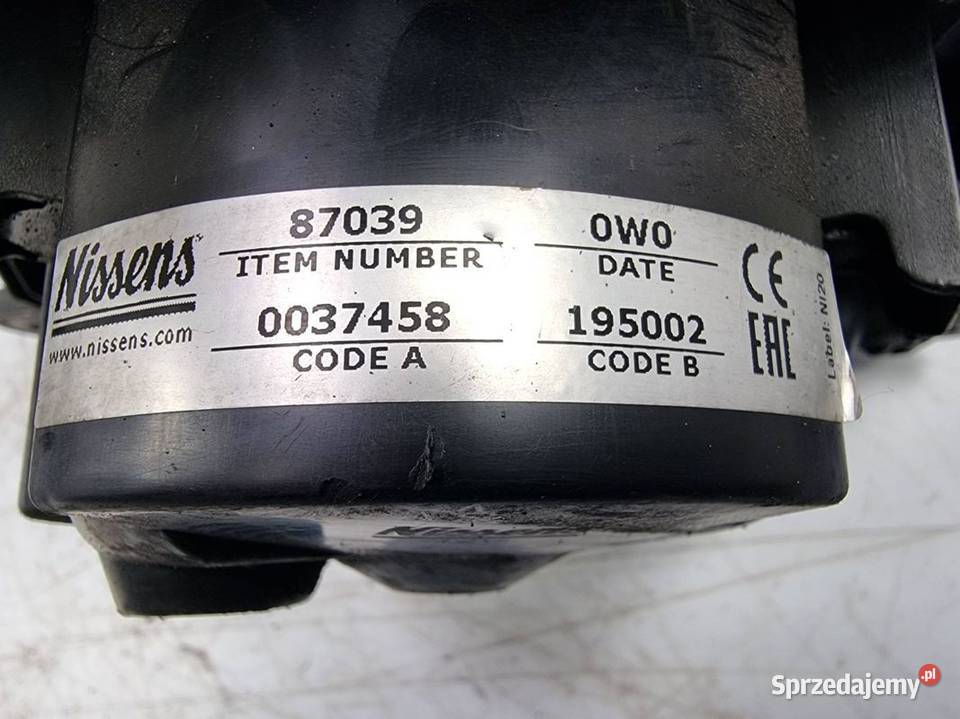 Nissens
www.nissens.com
87039
ITEM NUMBER
0037458
CODE A
0W0
DATE
195002
CODE B
CE
EAC
Label: NI20
Nissens
Sprzedajemy.pl